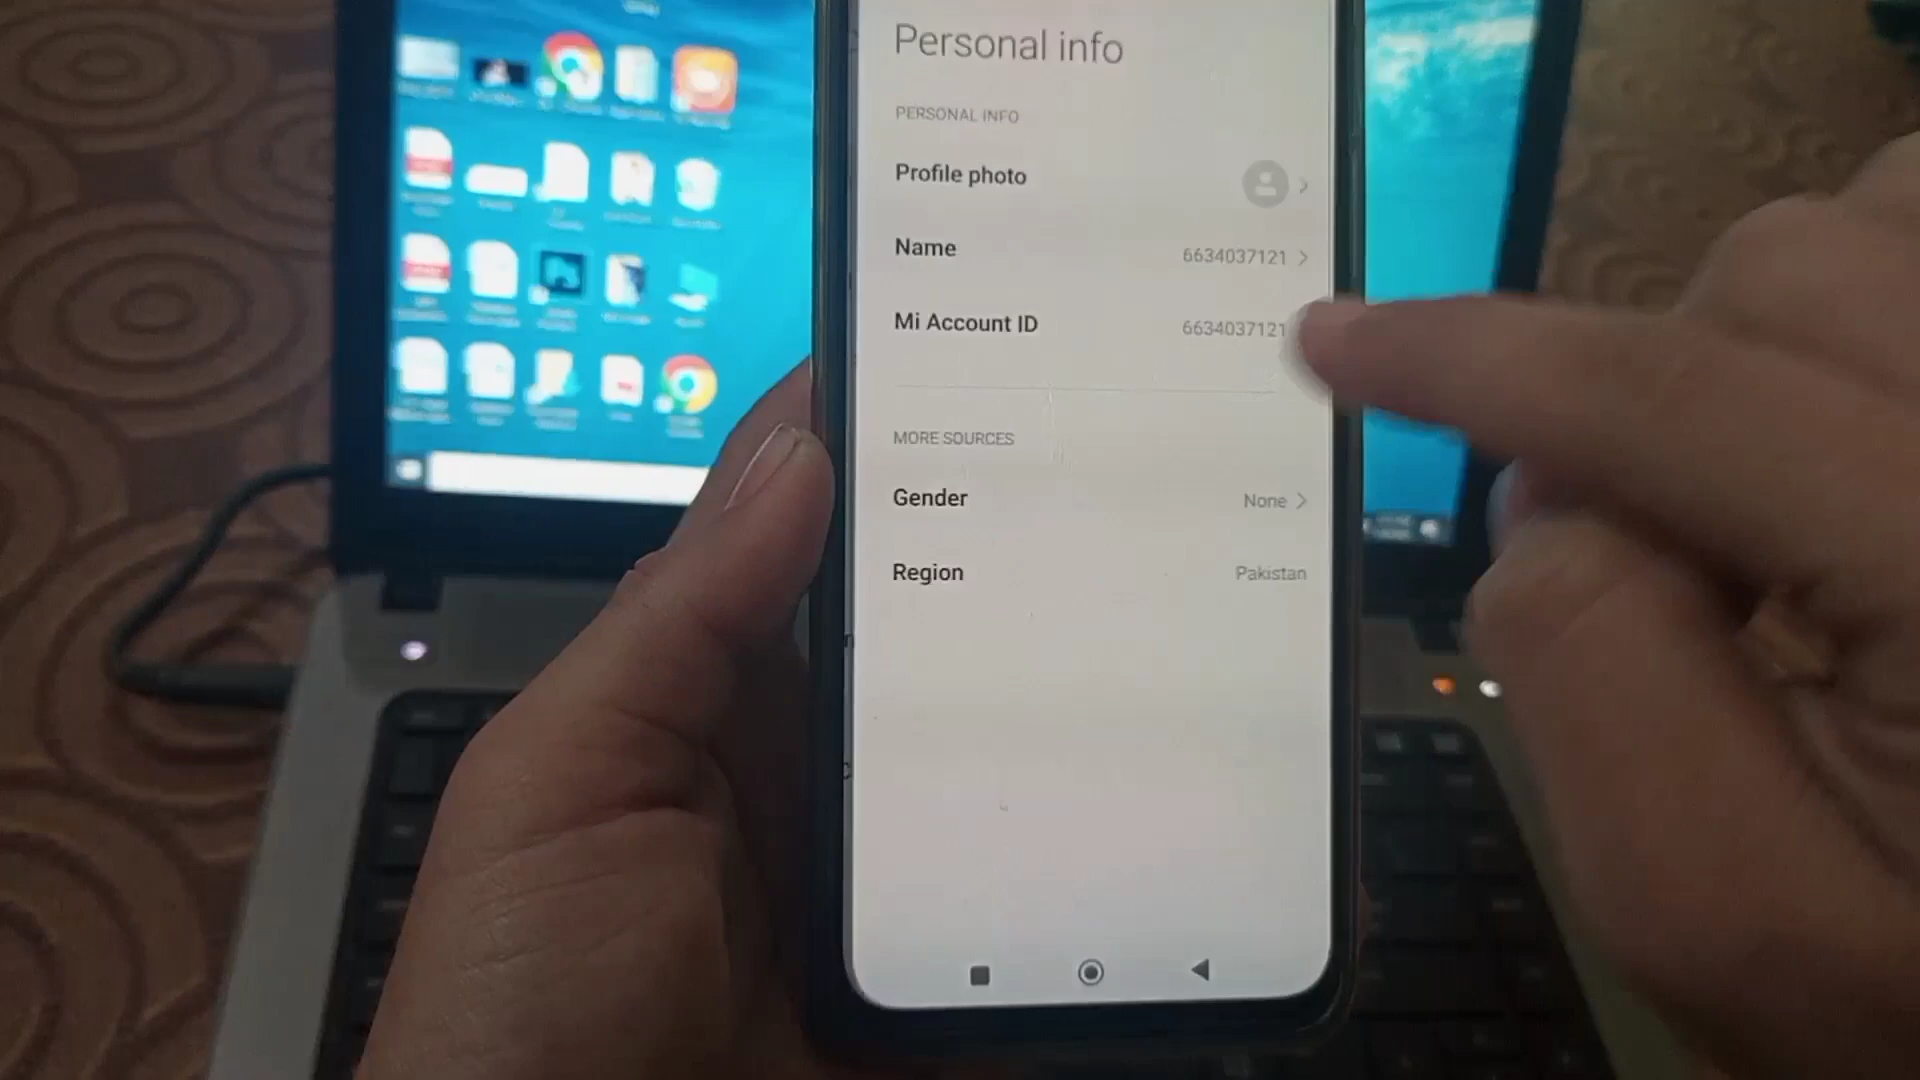 Personal info
PERSONAL INFO
Profile photo
Name 6634037121
Mi Account ID 6634037121
MORE SOURCES
Gender None
Region Pakistan